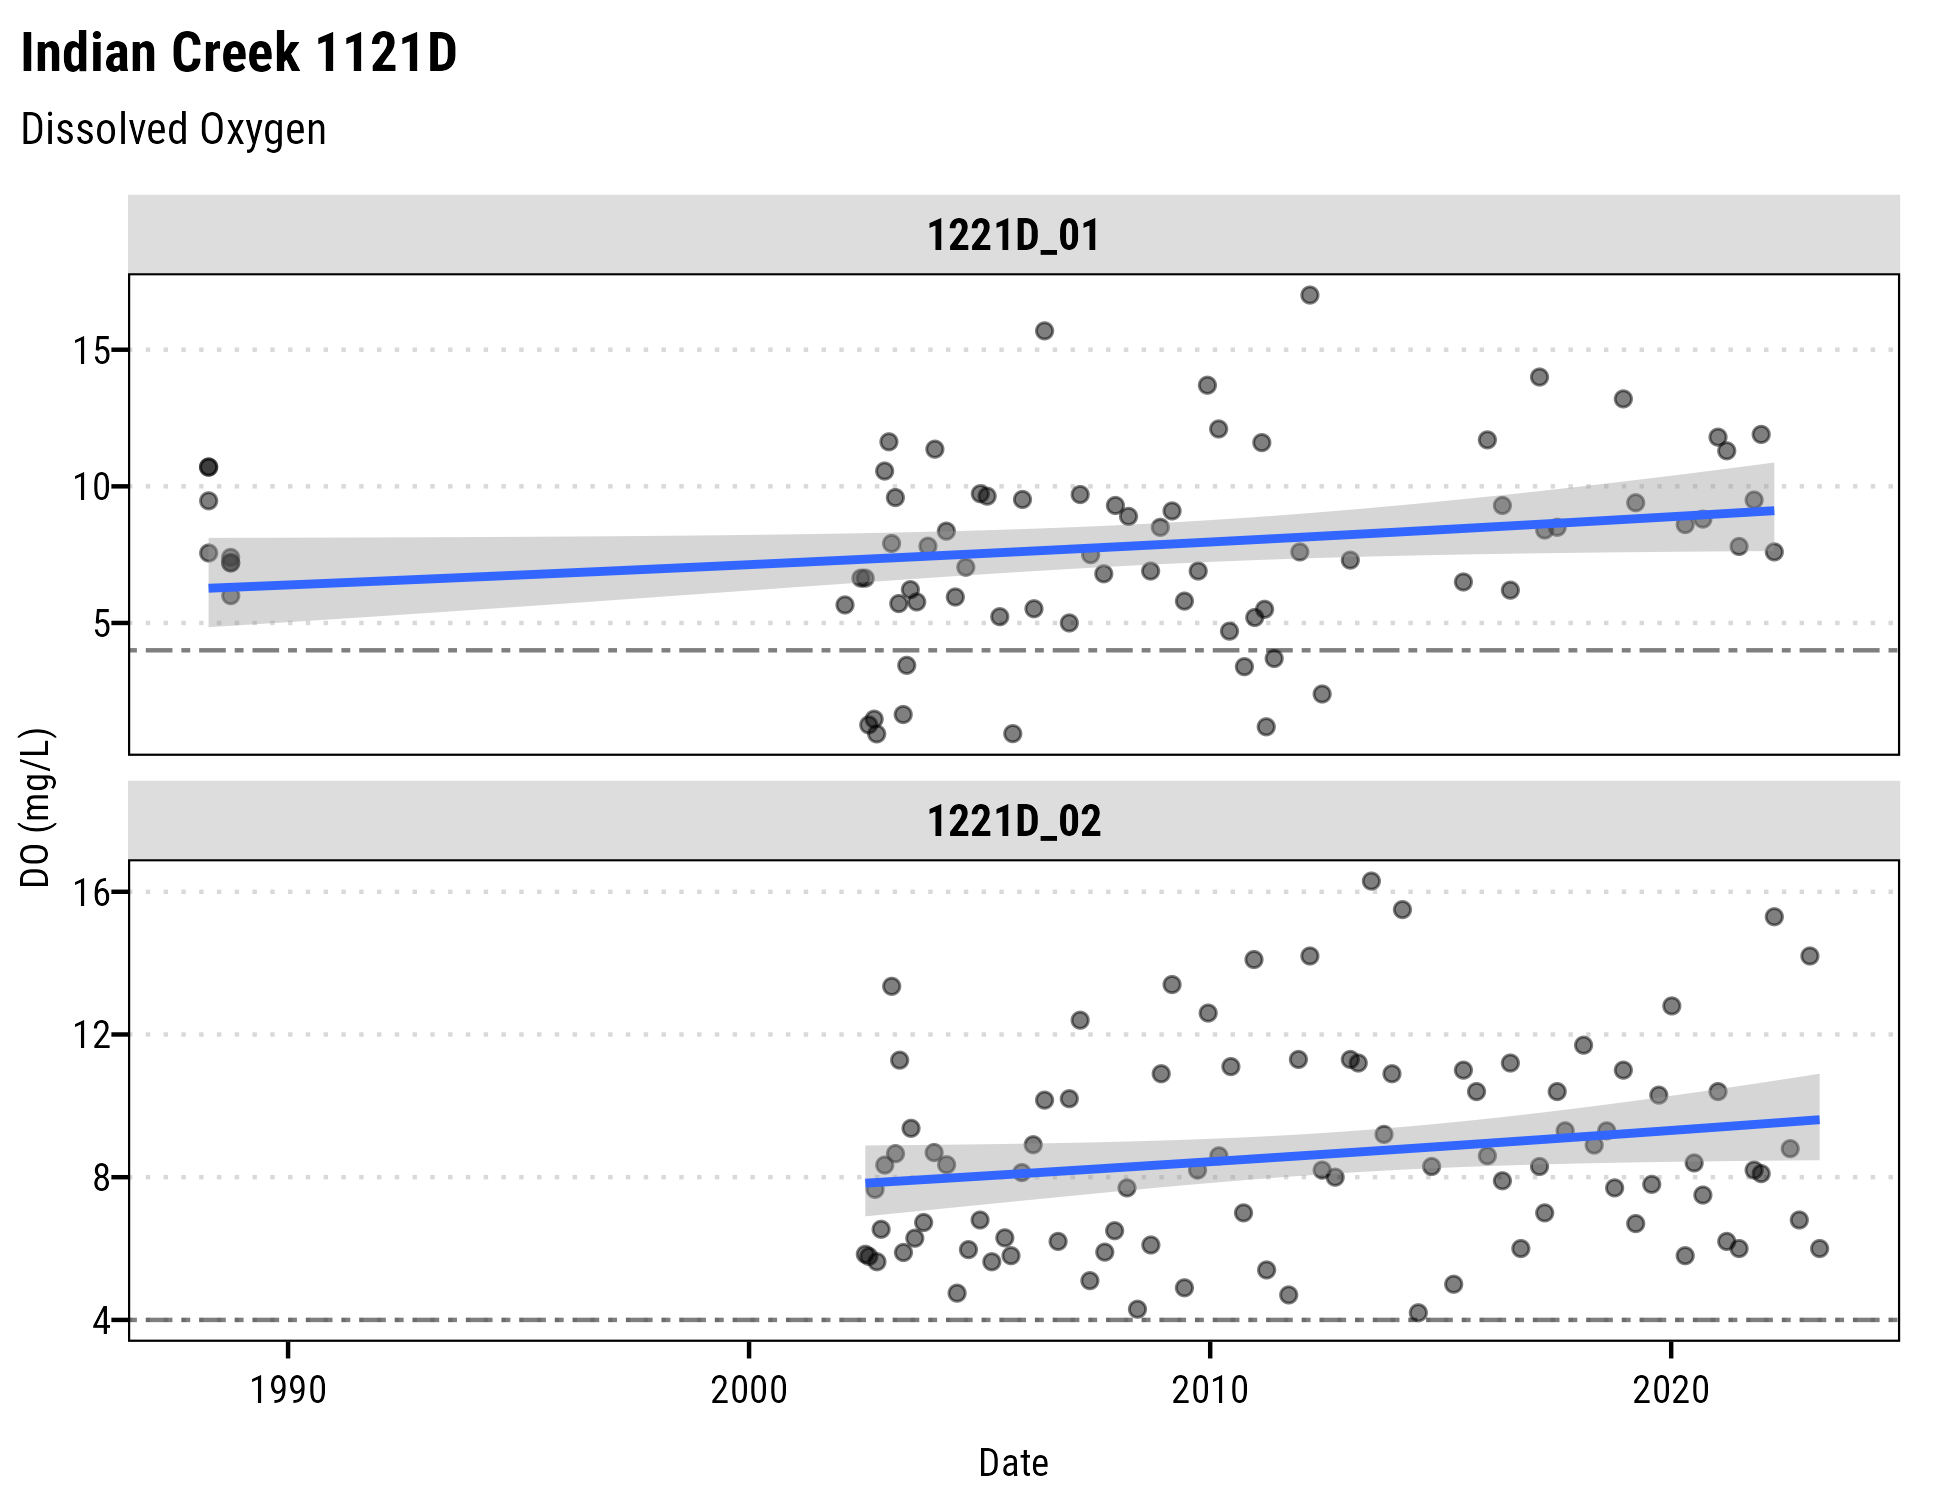 Indian Creek 1121D
Dissolved Oxygen
1221D_01
15
10
5
DO (mg/L)
1221D_02
16
12
8
4
1990 2000 2010 2020
Date